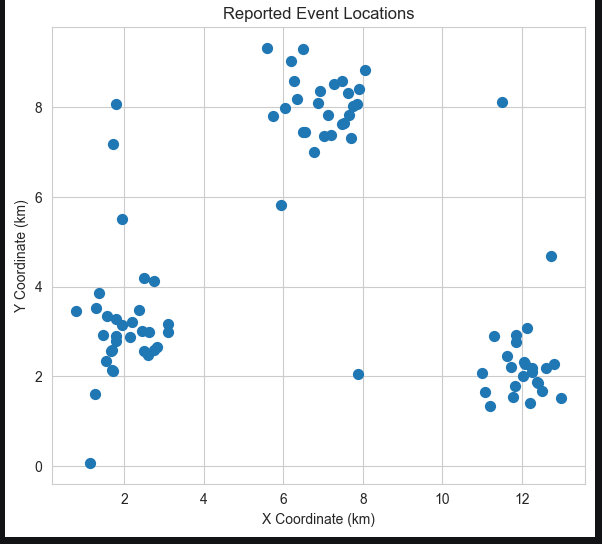 Reported Event Locations
Y Coordinate (km)
8
6
4
2
0
2 4 6 8 10 12
X Coordinate (km)